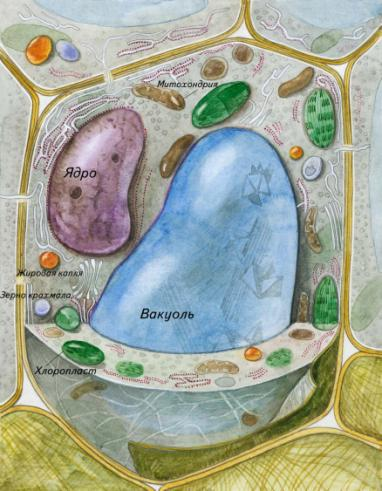 Митохондрия
Ядро
Жировая капля
Зерно крахмала
Вакуоль
Хлоропласт